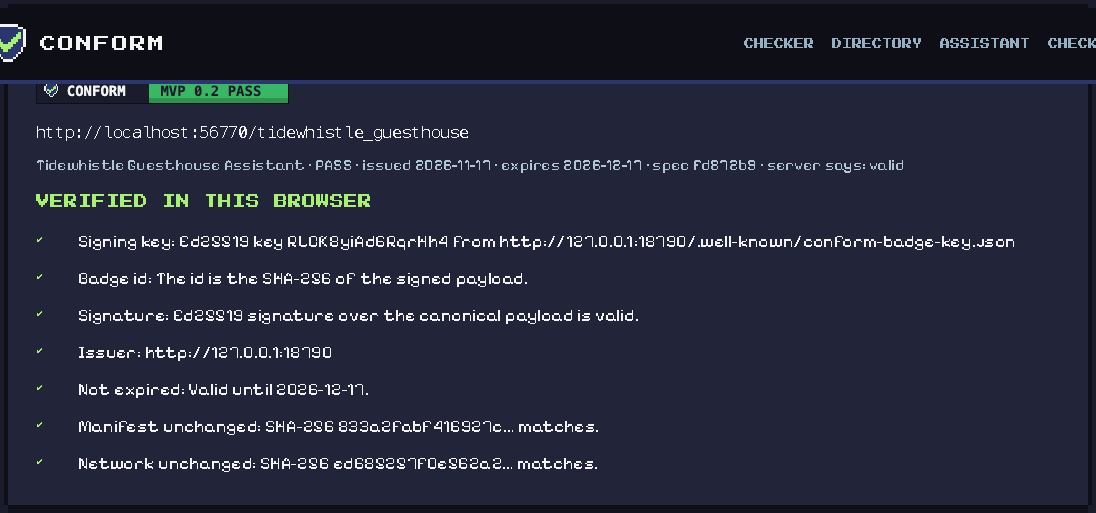 CONFORM
CHECKER DIRECTORY ASSISTANT CHECK
CONFORM MVP 0.2 PASS
http://localhost:56770/tidewhistle_guesthouse
Tidewhistle Guesthouse Assistant · PASS · issued 2026-11-17 · expires 2026-12-17 · spec fd872b9 · server says: valid
VERIFIED IN THIS BROWSER
✓ Signing key: Ed25519 key RLOK8yiAd6RqrHh4 from http://127.0.0.1:18790/.well-known/conform-badge-key.json
✓ Badge id: The id is the SHA-256 of the signed payload.
✓ Signature: Ed25519 signature over the canonical payload is valid.
✓ Issuer: http://127.0.0.1:18790
✓ Not expired: Valid until 2026-12-17.
✓ Manifest unchanged: SHA-256 833a2fabf416927c... matches.
✓ Network unchanged: SHA-256 ed685257f0e562a2... matches.